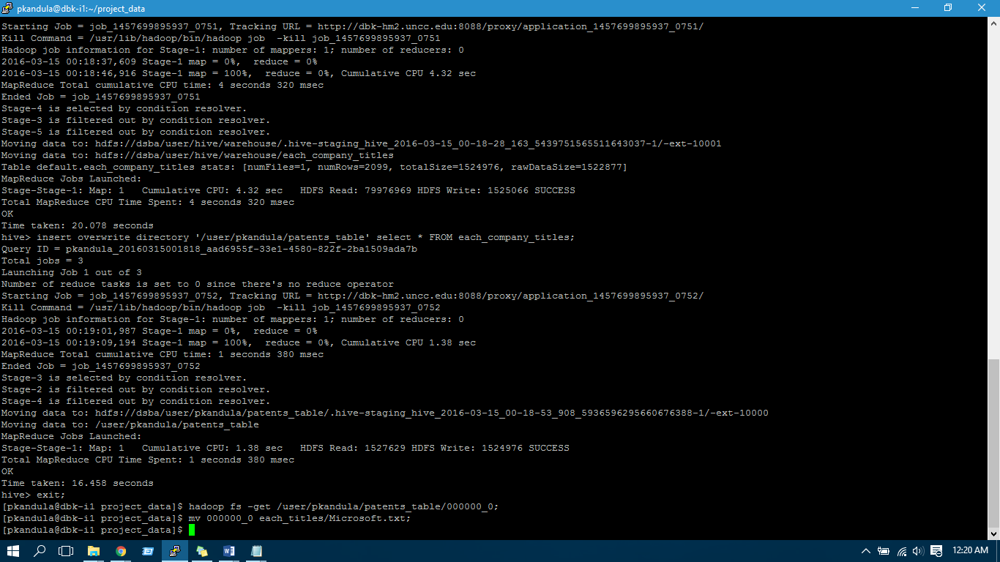 pkandula@dbk-i1:~/project_data
Starting Job = job_1457699895937_0751, Tracking URL = http://dbk-hm2.uncc.edu:8088/proxy/application_1457699895937_0751/
Kill Command = /usr/lib/hadoop/bin/hadoop job  -kill job_1457699895937_0751
Hadoop job information for Stage-1: number of mappers: 1; number of reducers: 0
2016-03-15 00:18:37,609 Stage-1 map = 0%,  reduce = 0%
2016-03-15 00:18:46,916 Stage-1 map = 100%,  reduce = 0%, Cumulative CPU 4.32 sec
MapReduce Total cumulative CPU time: 4 seconds 320 msec
Ended Job = job_1457699895937_0751
Stage-4 is selected by condition resolver.
Stage-3 is filtered out by condition resolver.
Stage-5 is filtered out by condition resolver.
Moving data to: hdfs://dsba/user/hive/warehouse/.hive-staging_hive_2016-03-15_00-18-28_163_5439751565511643037-1/-ext-10001
Moving data to: hdfs://dsba/user/hive/warehouse/each_company_titles
Table default.each_company_titles stats: [numFiles=1, numRows=2099, totalSize=1524976, rawDataSize=1522877]
MapReduce Jobs Launched:
Stage-Stage-1: Map: 1   Cumulative CPU: 4.32 sec   HDFS Read: 79976969 HDFS Write: 1525066 SUCCESS
Total MapReduce CPU Time Spent: 4 seconds 320 msec
OK
Time taken: 20.078 seconds
hive> insert overwrite directory '/user/pkandula/patents_table' select * FROM each_company_titles;
Query ID = pkandula_20160315001818_aad6955f-33e1-4580-822f-2ba1509ada7b
Total jobs = 3
Launching Job 1 out of 3
Number of reduce tasks is set to 0 since there's no reduce operator
Starting Job = job_1457699895937_0752, Tracking URL = http://dbk-hm2.uncc.edu:8088/proxy/application_1457699895937_0752/
Kill Command = /usr/lib/hadoop/bin/hadoop job  -kill job_1457699895937_0752
Hadoop job information for Stage-1: number of mappers: 1; number of reducers: 0
2016-03-15 00:19:01,987 Stage-1 map = 0%,  reduce = 0%
2016-03-15 00:19:09,194 Stage-1 map = 100%,  reduce = 0%, Cumulative CPU 1.38 sec
MapReduce Total cumulative CPU time: 1 seconds 380 msec
Ended Job = job_1457699895937_0752
Stage-3 is selected by condition resolver.
Stage-2 is filtered out by condition resolver.
Stage-4 is filtered out by condition resolver.
Moving data to: hdfs://dsba/user/pkandula/patents_table/.hive-staging_hive_2016-03-15_00-18-53_908_5936596295660676388-1/-ext-10000
Moving data to: /user/pkandula/patents_table
MapReduce Jobs Launched:
Stage-Stage-1: Map: 1   Cumulative CPU: 1.38 sec   HDFS Read: 1527629 HDFS Write: 1524976 SUCCESS
Total MapReduce CPU Time Spent: 1 seconds 380 msec
OK
Time taken: 16.458 seconds
hive> exit;
[pkandula@dbk-i1 project_data]$ hadoop fs -get /user/pkandula/patents_table/000000_0;
[pkandula@dbk-i1 project_data]$ mv 000000_0 each_titles/Microsoft.txt;
[pkandula@dbk-i1 project_data]$
12:20 AM